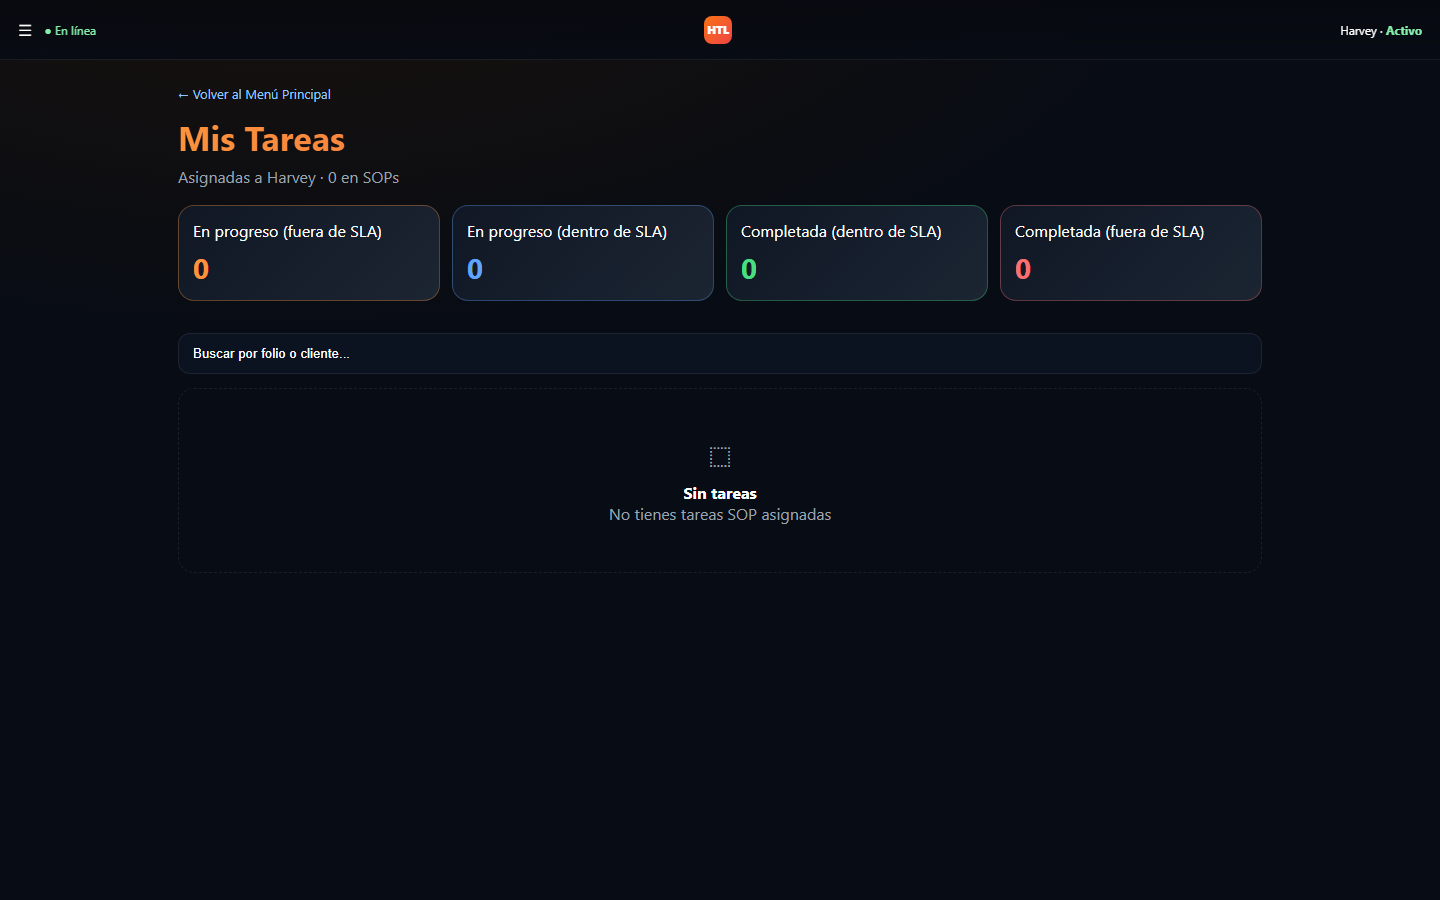 ☰ ● En línea
HTL
Harvey · Activo
← Volver al Menú Principal
Mis Tareas
Asignadas a Harvey · 0 en SOPs
En progreso (fuera de SLA)
0
En progreso (dentro de SLA)
0
Completada (dentro de SLA)
0
Completada (fuera de SLA)
0
Buscar por folio o cliente...
Sin tareas
No tienes tareas SOP asignadas